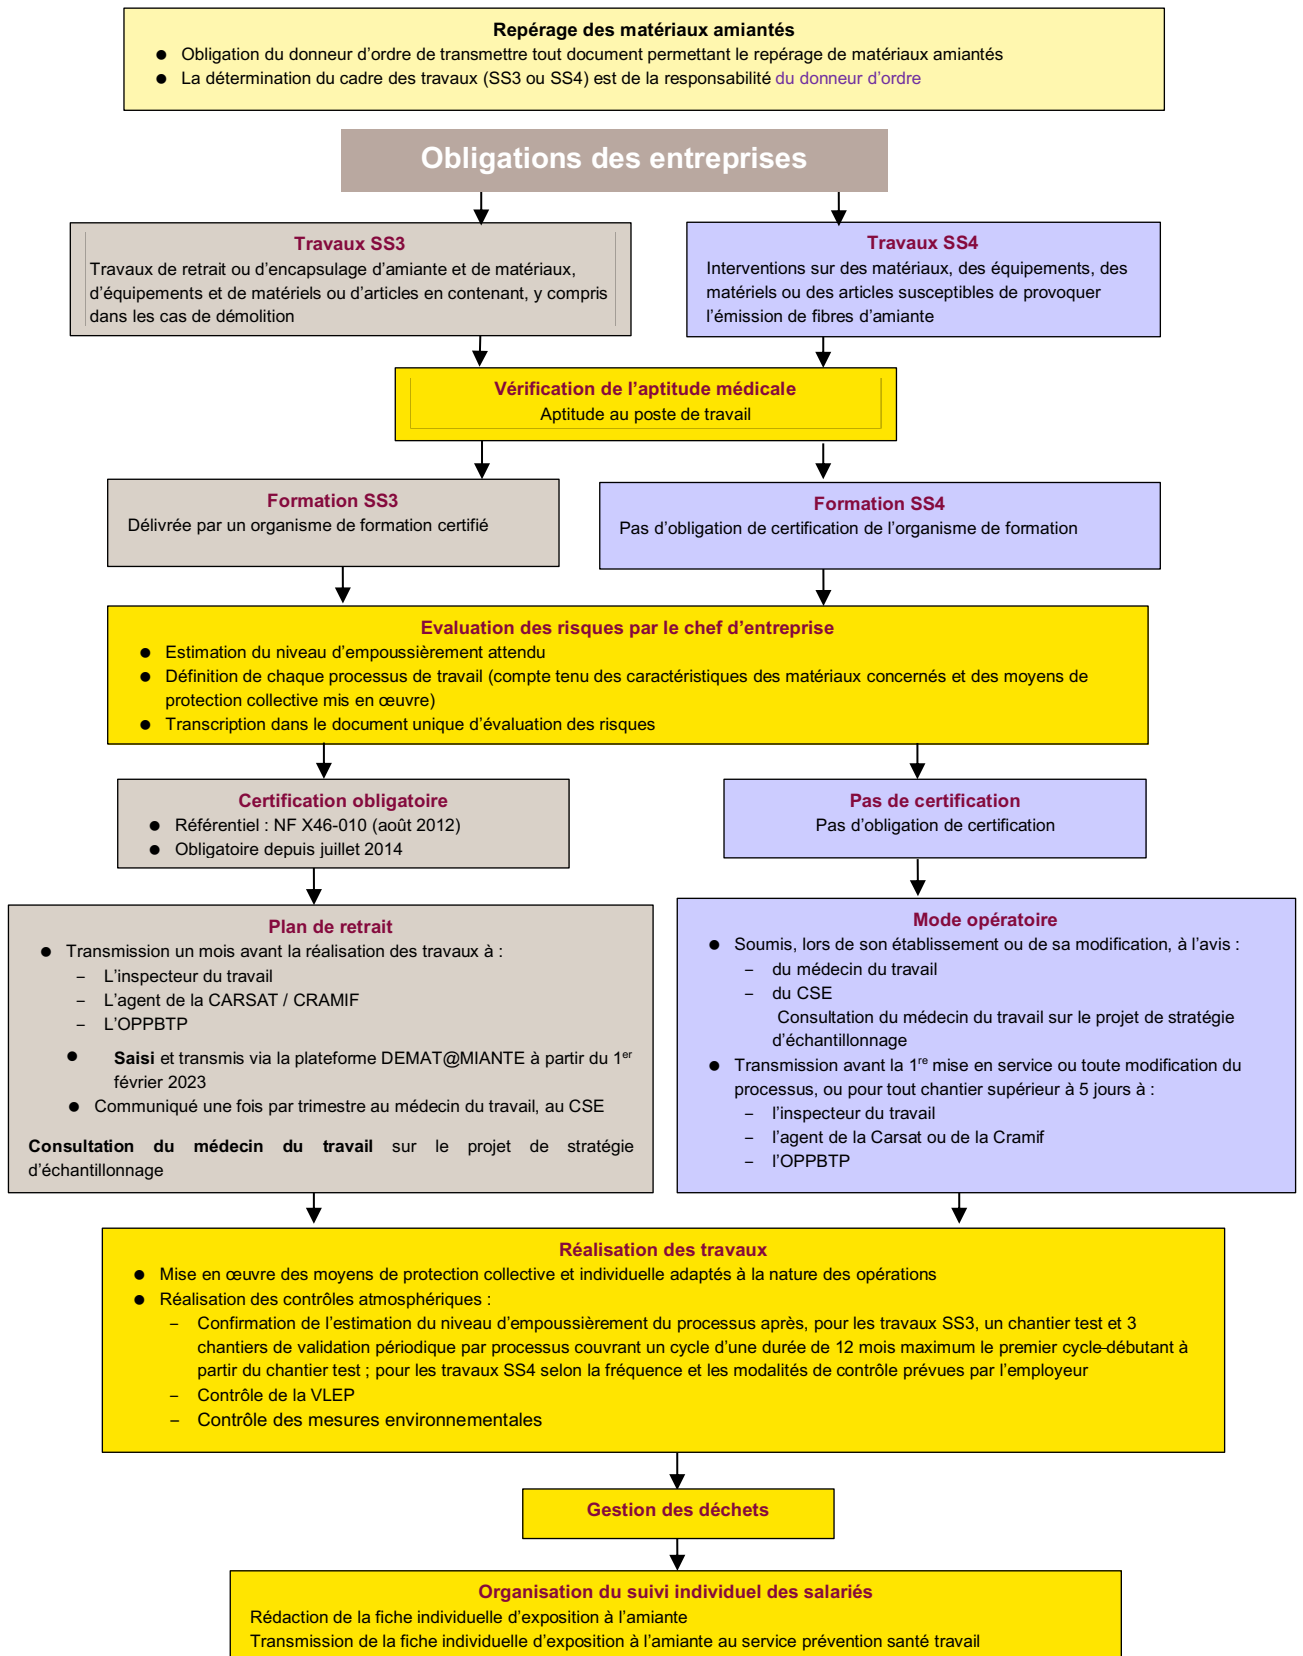 Repérage des matériaux amiantés
● Obligation du donneur d’ordre de transmettre tout document permettant le repérage de matériaux amiantés
● La détermination du cadre des travaux (SS3 ou SS4) est de la responsabilité du donneur d’ordre
Obligations des entreprises
Travaux SS3
Travaux de retrait ou d’encapsulage d’amiante et de matériaux,
d’équipements et de matériels ou d’articles en contenant, y compris
dans les cas de démolition
Travaux SS4
Interventions sur des matériaux, des équipements, des
matériels ou des articles susceptibles de provoquer
l’émission de fibres d’amiante
Vérification de l’aptitude médicale
Aptitude au poste de travail
Formation SS3
Délivrée par un organisme de formation certifié
Formation SS4
Pas d’obligation de certification de l’organisme de formation
Evaluation des risques par le chef d’entreprise
● Estimation du niveau d’empoussièrement attendu
● Définition de chaque processus de travail (compte tenu des caractéristiques des matériaux concernés et des moyens de
protection collective mis en œuvre)
● Transcription dans le document unique d’évaluation des risques
Certification obligatoire
● Référentiel : NF X46-010 (août 2012)
● Obligatoire depuis juillet 2014
Pas de certification
Pas d’obligation de certification
Plan de retrait
● Transmission un mois avant la réalisation des travaux à :
– L’inspecteur du travail
– L’agent de la CARSAT / CRAMIF
– L’OPPBTP
● Saisi et transmis via la plateforme DEMAT@MIANTE à partir du 1er
février 2023
● Communiqué une fois par trimestre au médecin du travail, au CSE
Consultation du médecin du travail sur le projet de stratégie
d’échantillonnage
Mode opératoire
● Soumis, lors de son établissement ou de sa modification, à l’avis :
– du médecin du travail
– du CSE
Consultation du médecin du travail sur le projet de stratégie
d’échantillonnage
● Transmission avant la 1re mise en service ou toute modification du
processus, ou pour tout chantier supérieur à 5 jours à :
– l’inspecteur du travail
– l’agent de la Carsat ou de la Cramif
– l’OPPBTP
Réalisation des travaux
● Mise en œuvre des moyens de protection collective et individuelle adaptés à la nature des opérations
● Réalisation des contrôles atmosphériques :
– Confirmation de l’estimation du niveau d’empoussièrement du processus après, pour les travaux SS3, un chantier test et 3
chantiers de validation périodique par processus couvrant un cycle d’une durée de 12 mois maximum le premier cycle débutant à
partir du chantier test ; pour les travaux SS4 selon la fréquence et les modalités de contrôle prévues par l’employeur
– Contrôle de la VLEP
– Contrôle des mesures environnementales
Gestion des déchets
Organisation du suivi individuel des salariés
Rédaction de la fiche individuelle d’exposition à l’amiante
Transmission de la fiche individuelle d’exposition à l’amiante au service prévention santé travail